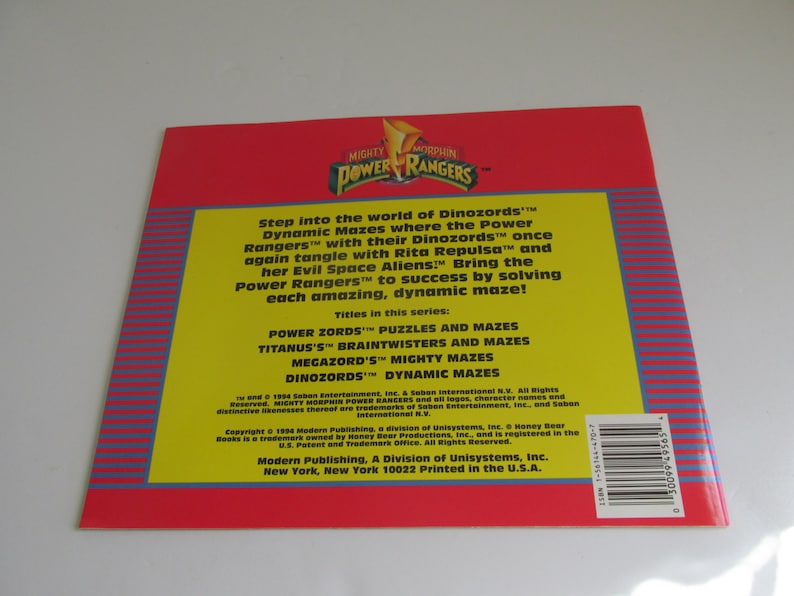 MIGHTY MORPHIN
POWER RANGERS™
Step into the world of Dinozords'™
Dynamic Mazes where the Power
Rangers™ with their Dinozords™ once
again tangle with Rita Repulsa™ and
her Evil Space Aliens.™ Bring the
Power Rangers™ to success by solving
each amazing, dynamic maze!
Titles in this series:
POWER ZORDS'™ PUZZLES AND MAZES
TITANUS'S™ BRAINTWISTERS AND MAZES
MEGAZORD'S™ MIGHTY MAZES
DINOZORDS'™ DYNAMIC MAZES
™ and © 1994 Saban Entertainment, Inc. & Saban International N.V. All Rights
Reserved. MIGHTY MORPHIN POWER RANGERS and all logos, character names and
distinctive likenesses thereof are trademarks of Saban Entertainment, Inc., and Saban
International N.V.
Copyright © 1994 Modern Publishing, a division of Unisystems, Inc. ® Honey Bear
Books is a trademark owned by Honey Bear Productions, Inc., and is registered in the
U.S. Patent and Trademark Office. All Rights Reserved.
Modern Publishing, A Division of Unisystems, Inc.
New York, New York 10022 Printed in the U.S.A.
ISBN 1-56144-470-7
0 30099 49565 4